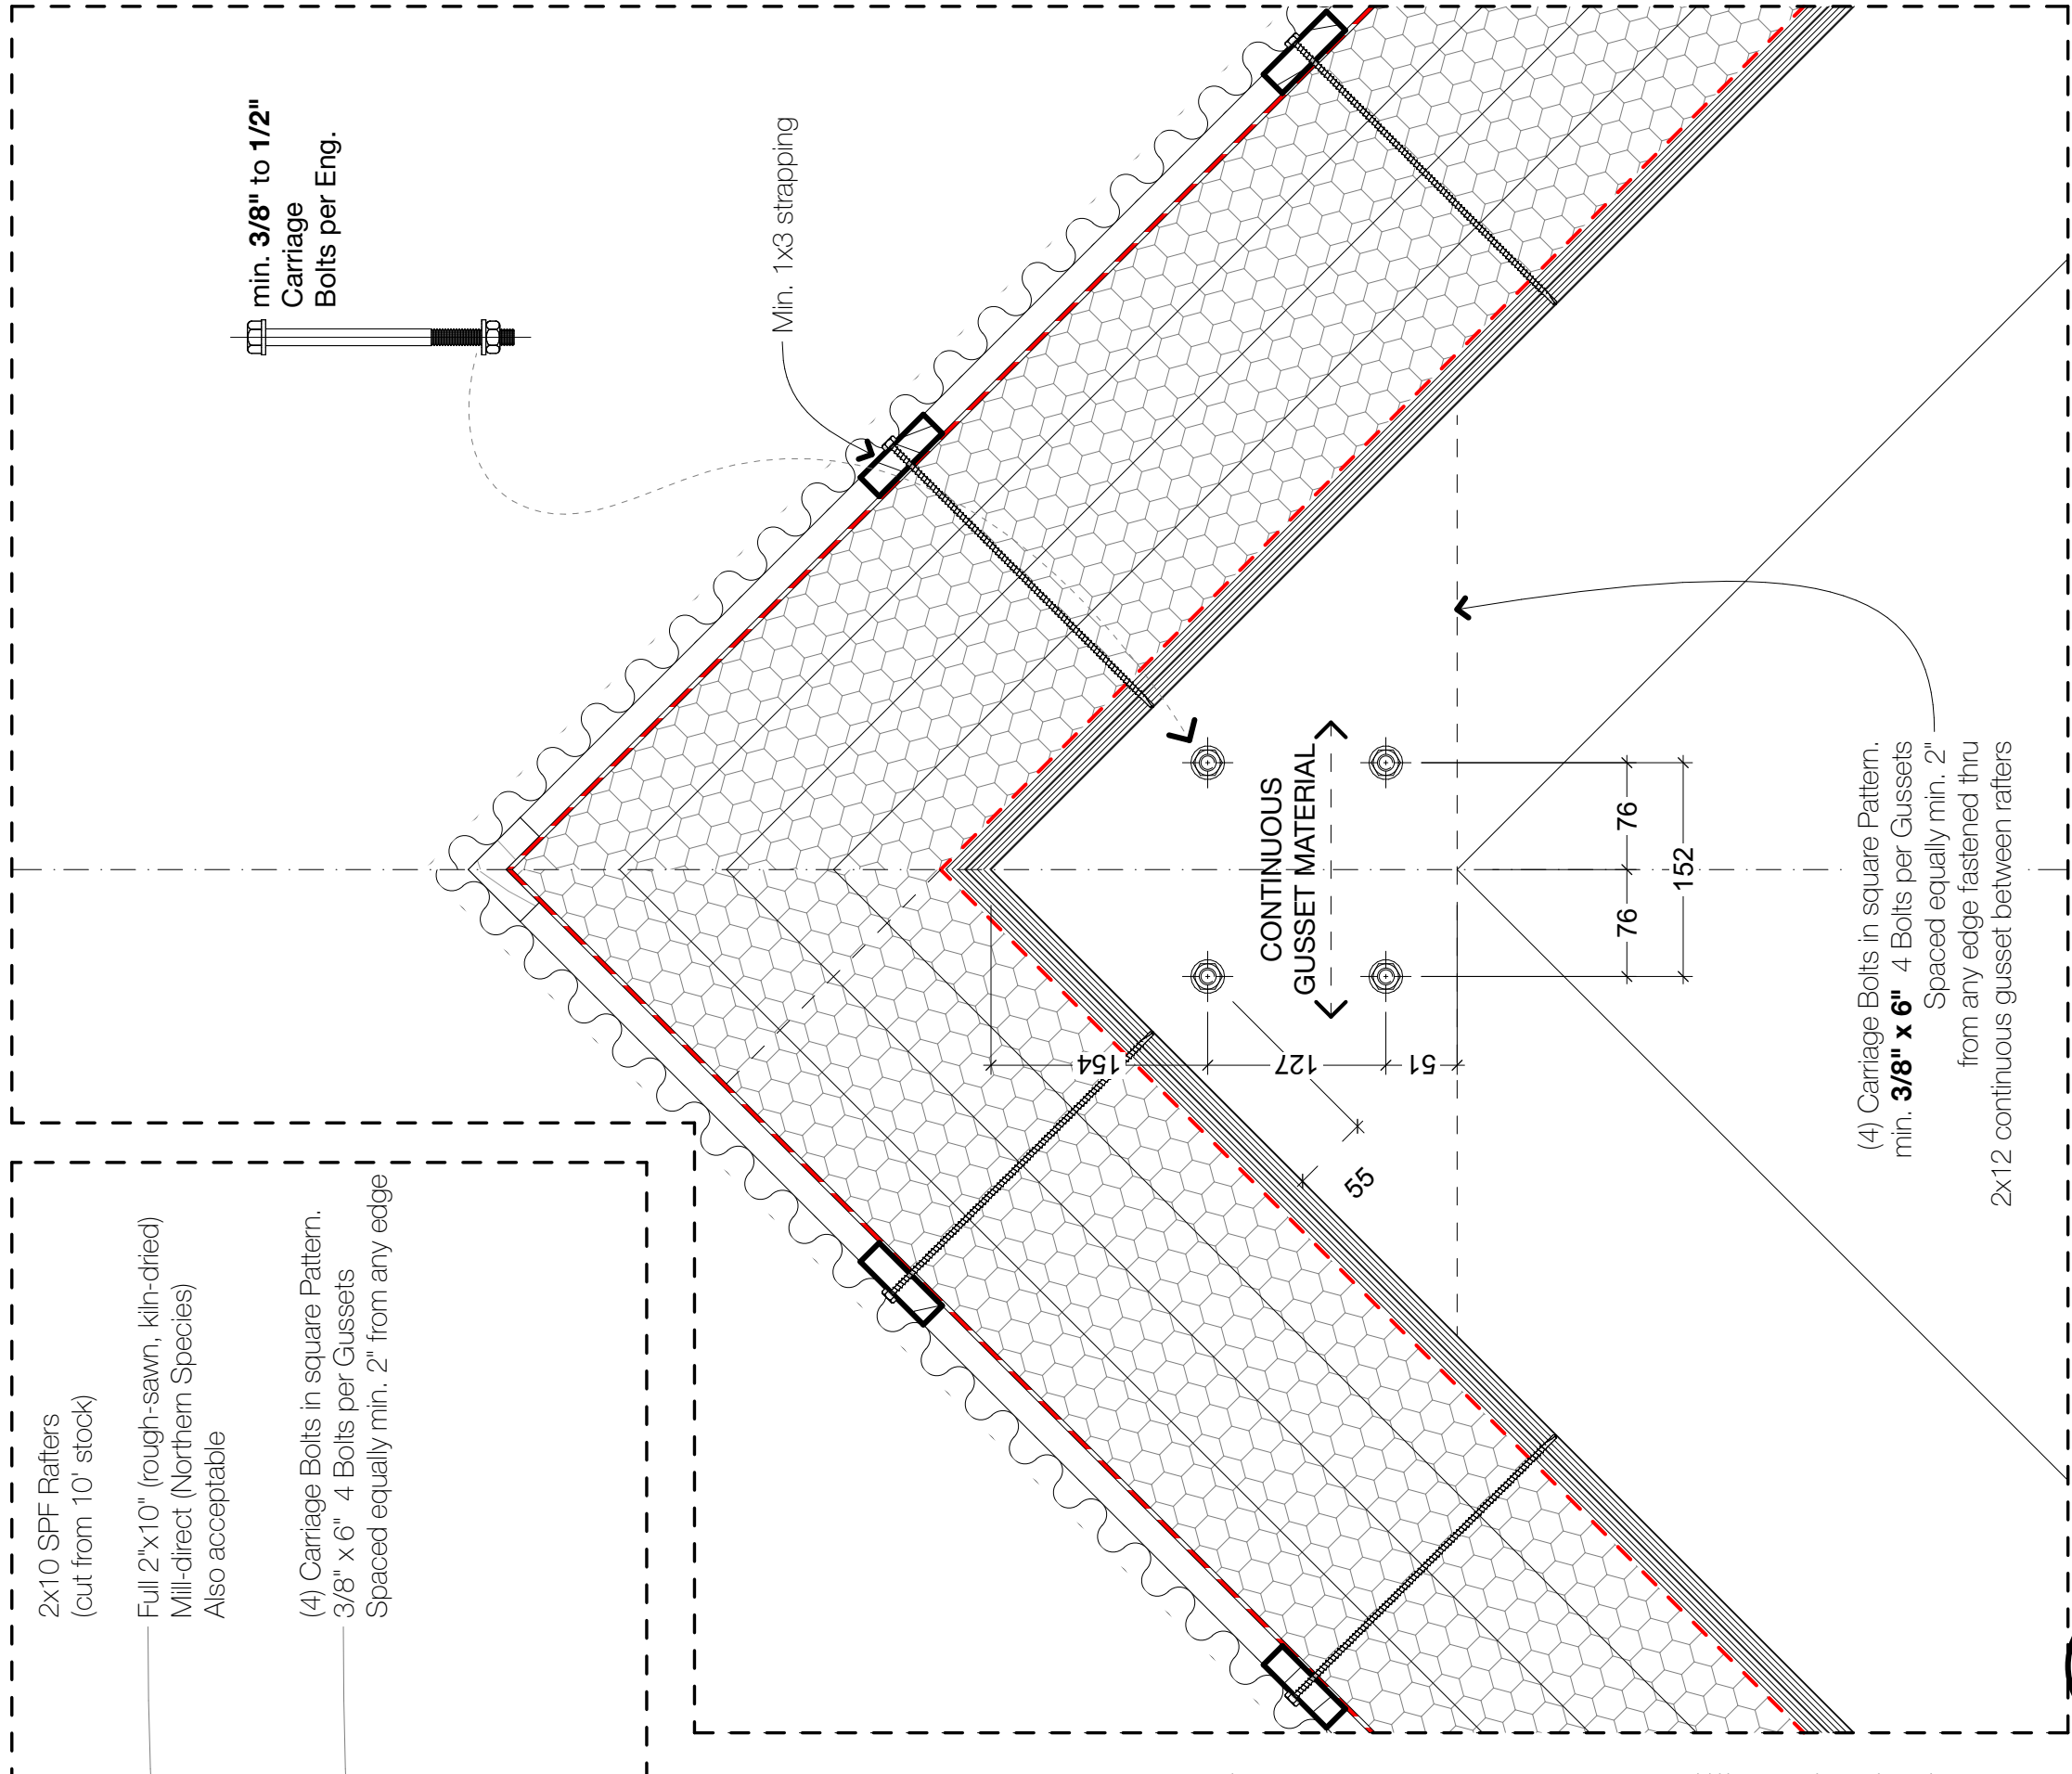 min. 3/8" to 1/2"
Carriage
Bolts per Eng.
Min. 1x3 strapping
CONTINUOUS
GUSSET MATERIAL
154
127
51
55
76
76
152
(4) Carriage Bolts in square Pattern.
min. 3/8" x 6" 4 Bolts per Gussets
Spaced equally min. 2"
from any edge fastened thru
2x12 continuous gusset between rafters
2x10 SPF Rafters
(cut from 10' stock)
Full 2"x10" (rough-sawn, kiln-dried)
Mill-direct (Northern Species)
Also acceptable
(4) Carriage Bolts in square Pattern.
3/8" x 6" 4 Bolts per Gussets
Spaced equally min. 2" from any edge